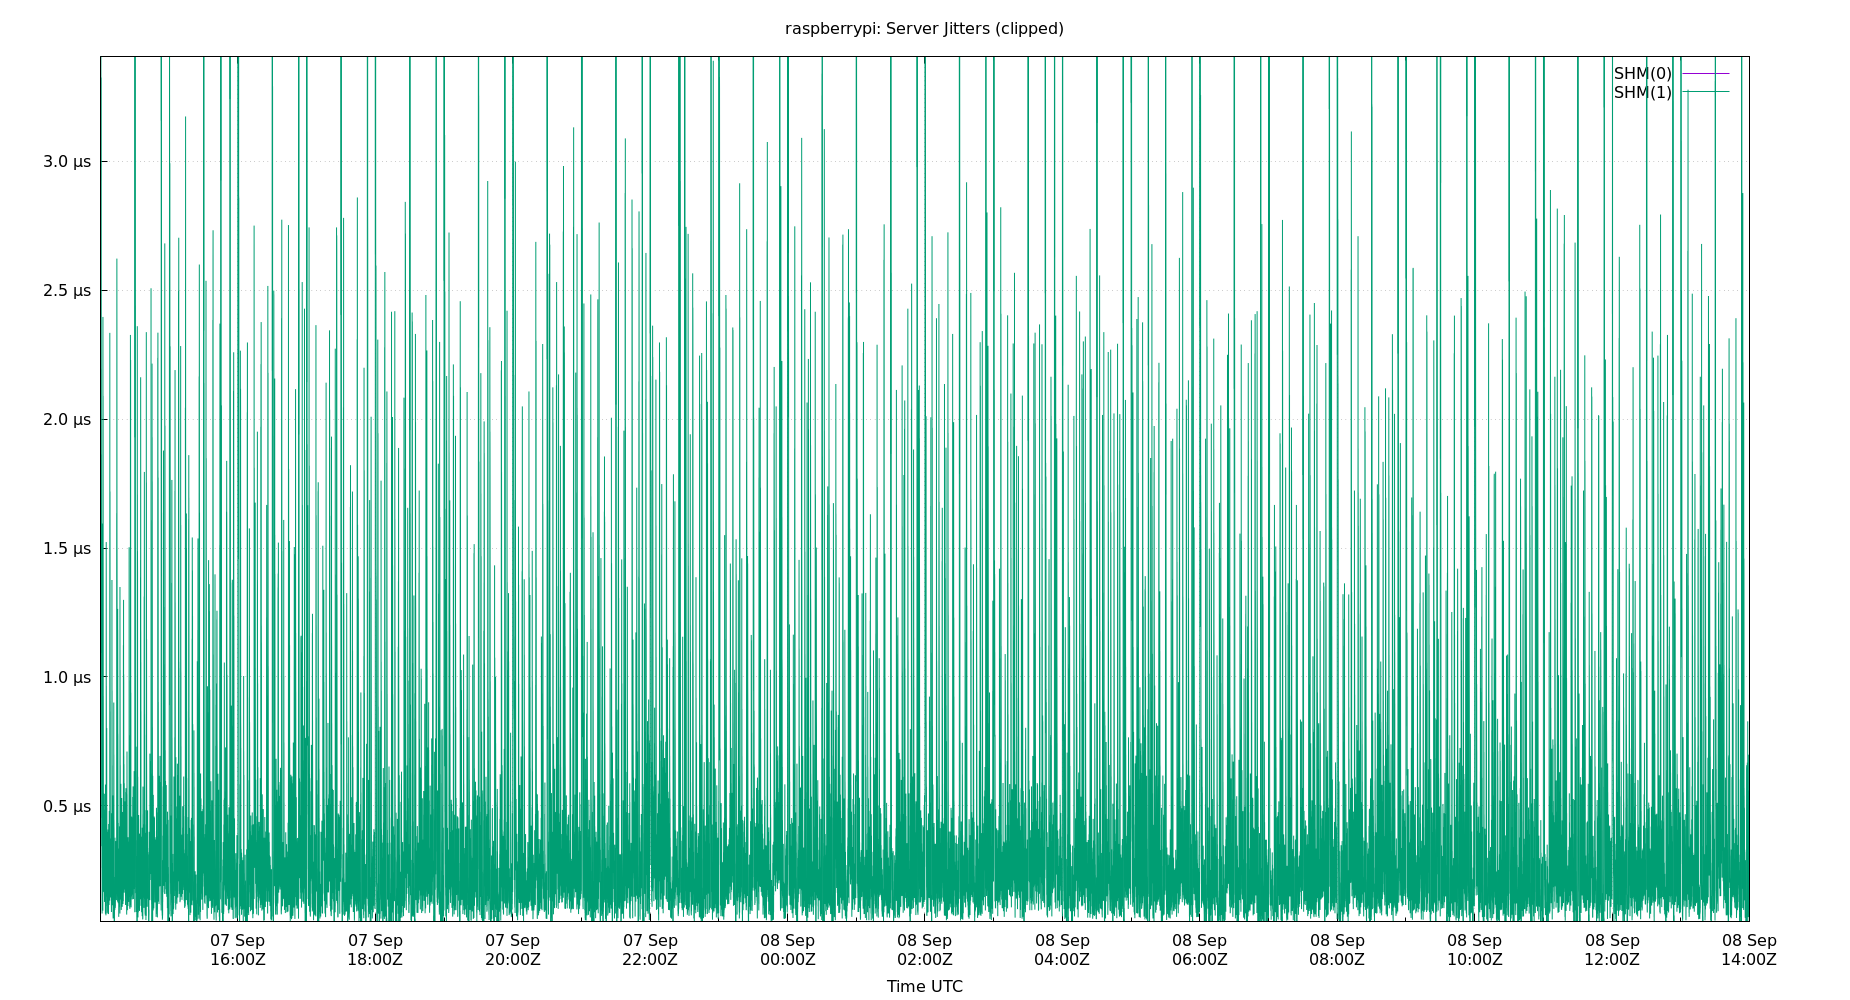 raspberrypi: Server Jitters (clipped)
SHM(0)
SHM(1)
3.0 µs
2.5 µs
2.0 µs
1.5 µs
1.0 µs
0.5 µs
07 Sep 07 Sep 07 Sep 07 Sep 08 Sep 08 Sep 08 Sep 08 Sep 08 Sep 08 Sep 08 Sep 08 Sep
16:00Z 18:00Z 20:00Z 22:00Z 00:00Z 02:00Z 04:00Z 06:00Z 08:00Z 10:00Z 12:00Z 14:00Z
Time UTC